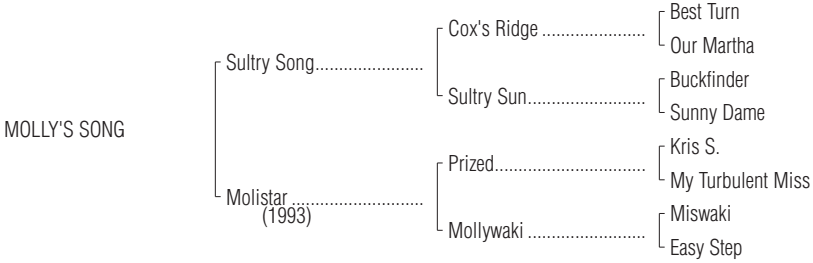 Best Turn
Cox's Ridge ......................
Our Martha
Sultry Song.......................
Buckfinder
Sultry Sun.........................
Sunny Dame
MOLLY'S SONG
Kris S.
Prized................................
My Turbulent Miss
Molistar ............................
(1993)
Miswaki
Mollywaki .........................
Easy Step